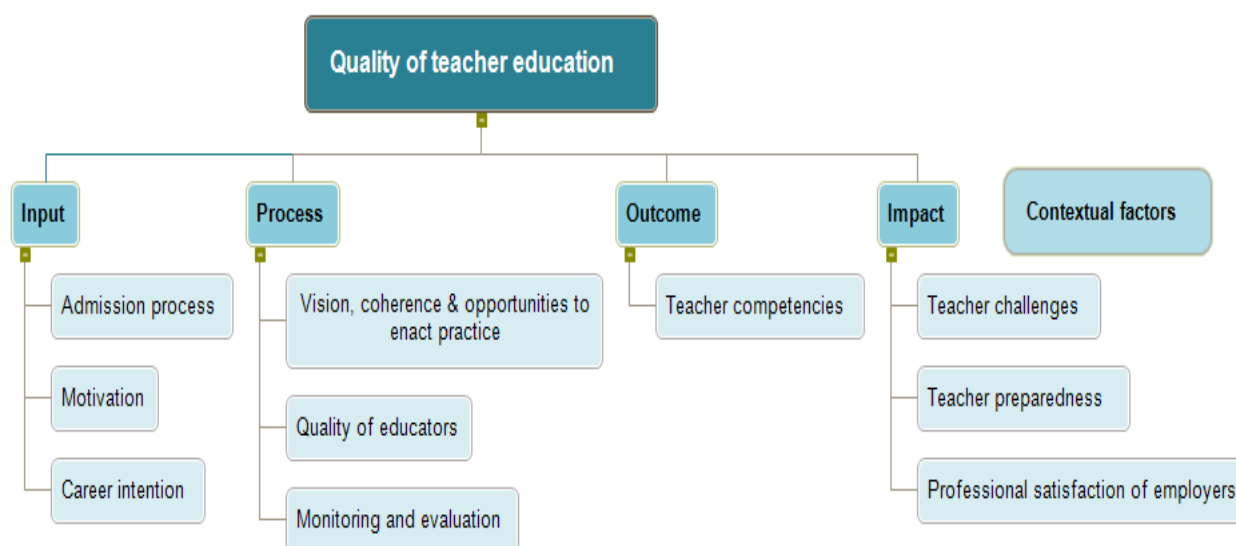 Quality of teacher education
Input
Process
Outcome
Impact
Contextual factors
Admission process
Motivation
Career intention
Vision, coherence & opportunities to
enact practice
Quality of educators
Monitoring and evaluation
Teacher competencies
Teacher challenges
Teacher preparedness
Professional satisfaction of employers